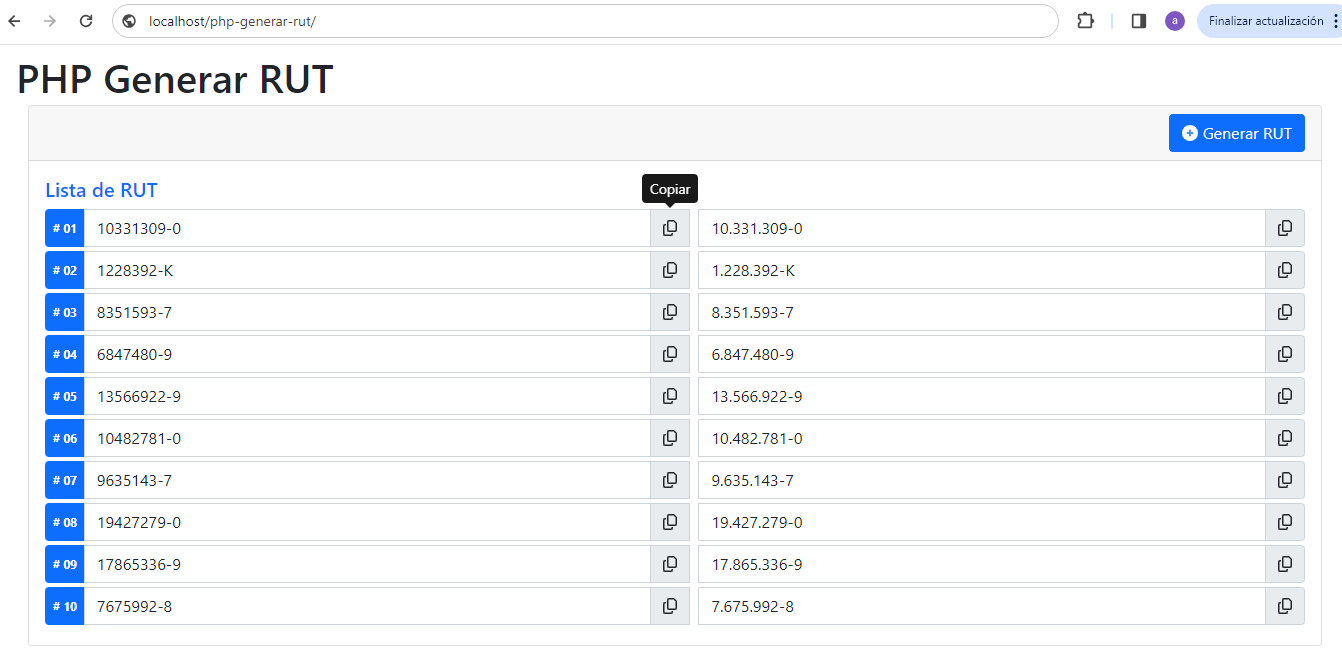 localhost/php-generar-rut/
a
Finalizar actualización
PHP Generar RUT
Generar RUT
Lista de RUT
Copiar
# 01 10331309-0 10.331.309-0
# 02 1228392-K 1.228.392-K
# 03 8351593-7 8.351.593-7
# 04 6847480-9 6.847.480-9
# 05 13566922-9 13.566.922-9
# 06 10482781-0 10.482.781-0
# 07 9635143-7 9.635.143-7
# 08 19427279-0 19.427.279-0
# 09 17865336-9 17.865.336-9
# 10 7675992-8 7.675.992-8